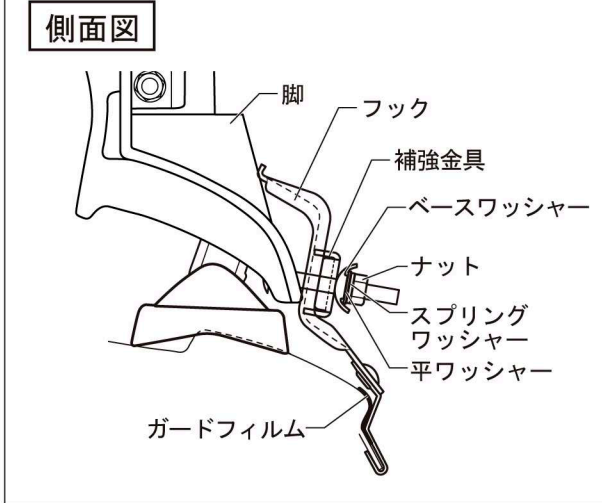 側面図
脚
フック
補強金具
ベースワッシャー
ナット
スプリング
ワッシャー
平ワッシャー
ガードフィルム